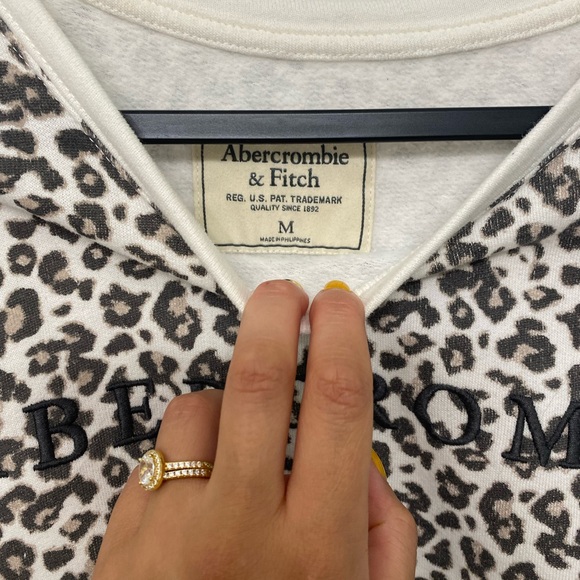 Abercrombie
& Fitch
REG. U.S. PAT. TRADEMARK
QUALITY SINCE 1892
M
MADE IN PHILIPPINES
BE ROM